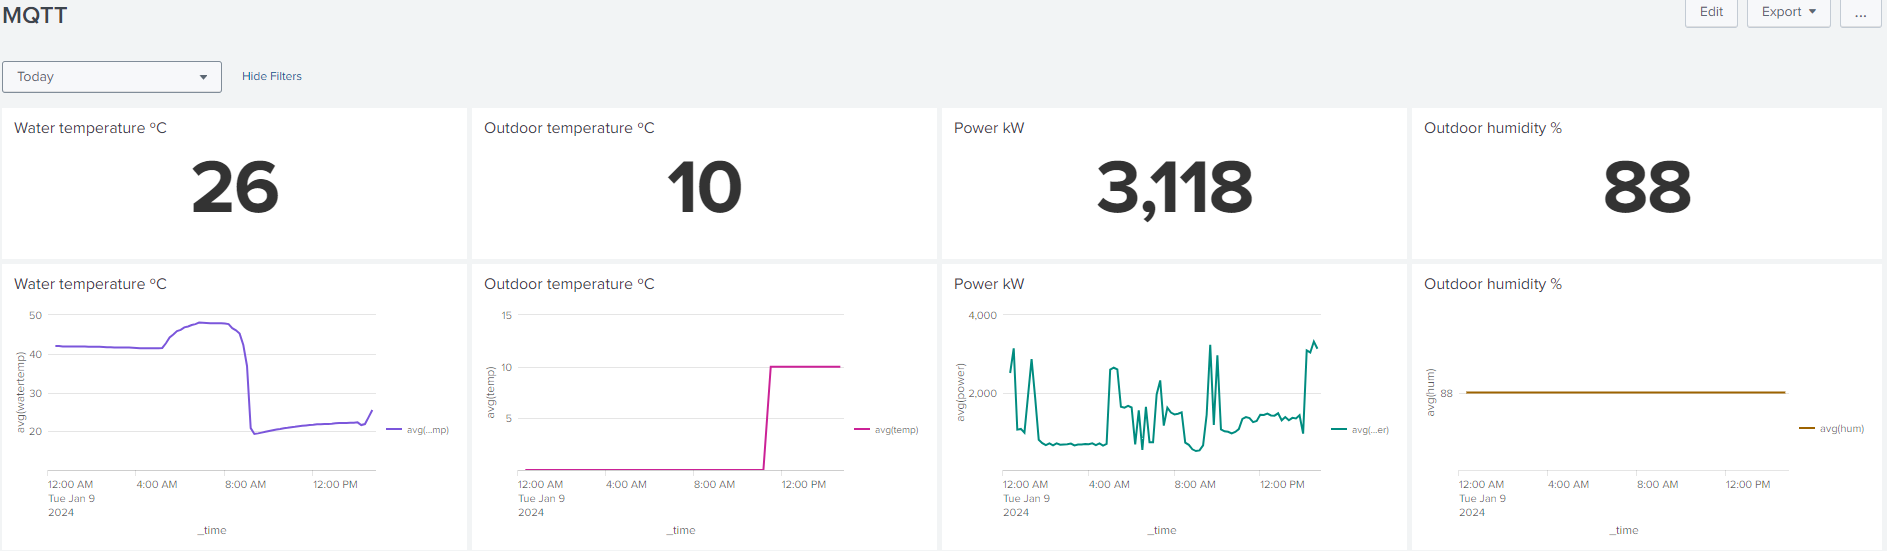 MQTT
Edit
Export
...
Today
Hide Filters
Water temperature ºC
26
Outdoor temperature ºC
10
Power kW
3,118
Outdoor humidity %
88
Water temperature ºC
avg(watertemp)
50
40
30
20
12:00 AM 4:00 AM 8:00 AM 12:00 PM
Tue Jan 9
2024
_time
avg(...mp)
Outdoor temperature ºC
avg(temp)
15
10
5
12:00 AM 4:00 AM 8:00 AM 12:00 PM
Tue Jan 9
2024
_time
avg(temp)
Power kW
avg(power)
4,000
2,000
12:00 AM 4:00 AM 8:00 AM 12:00 PM
Tue Jan 9
2024
_time
avg(...er)
Outdoor humidity %
avg(hum)
88
12:00 AM 4:00 AM 8:00 AM 12:00 PM
Tue Jan 9
2024
_time
avg(hum)